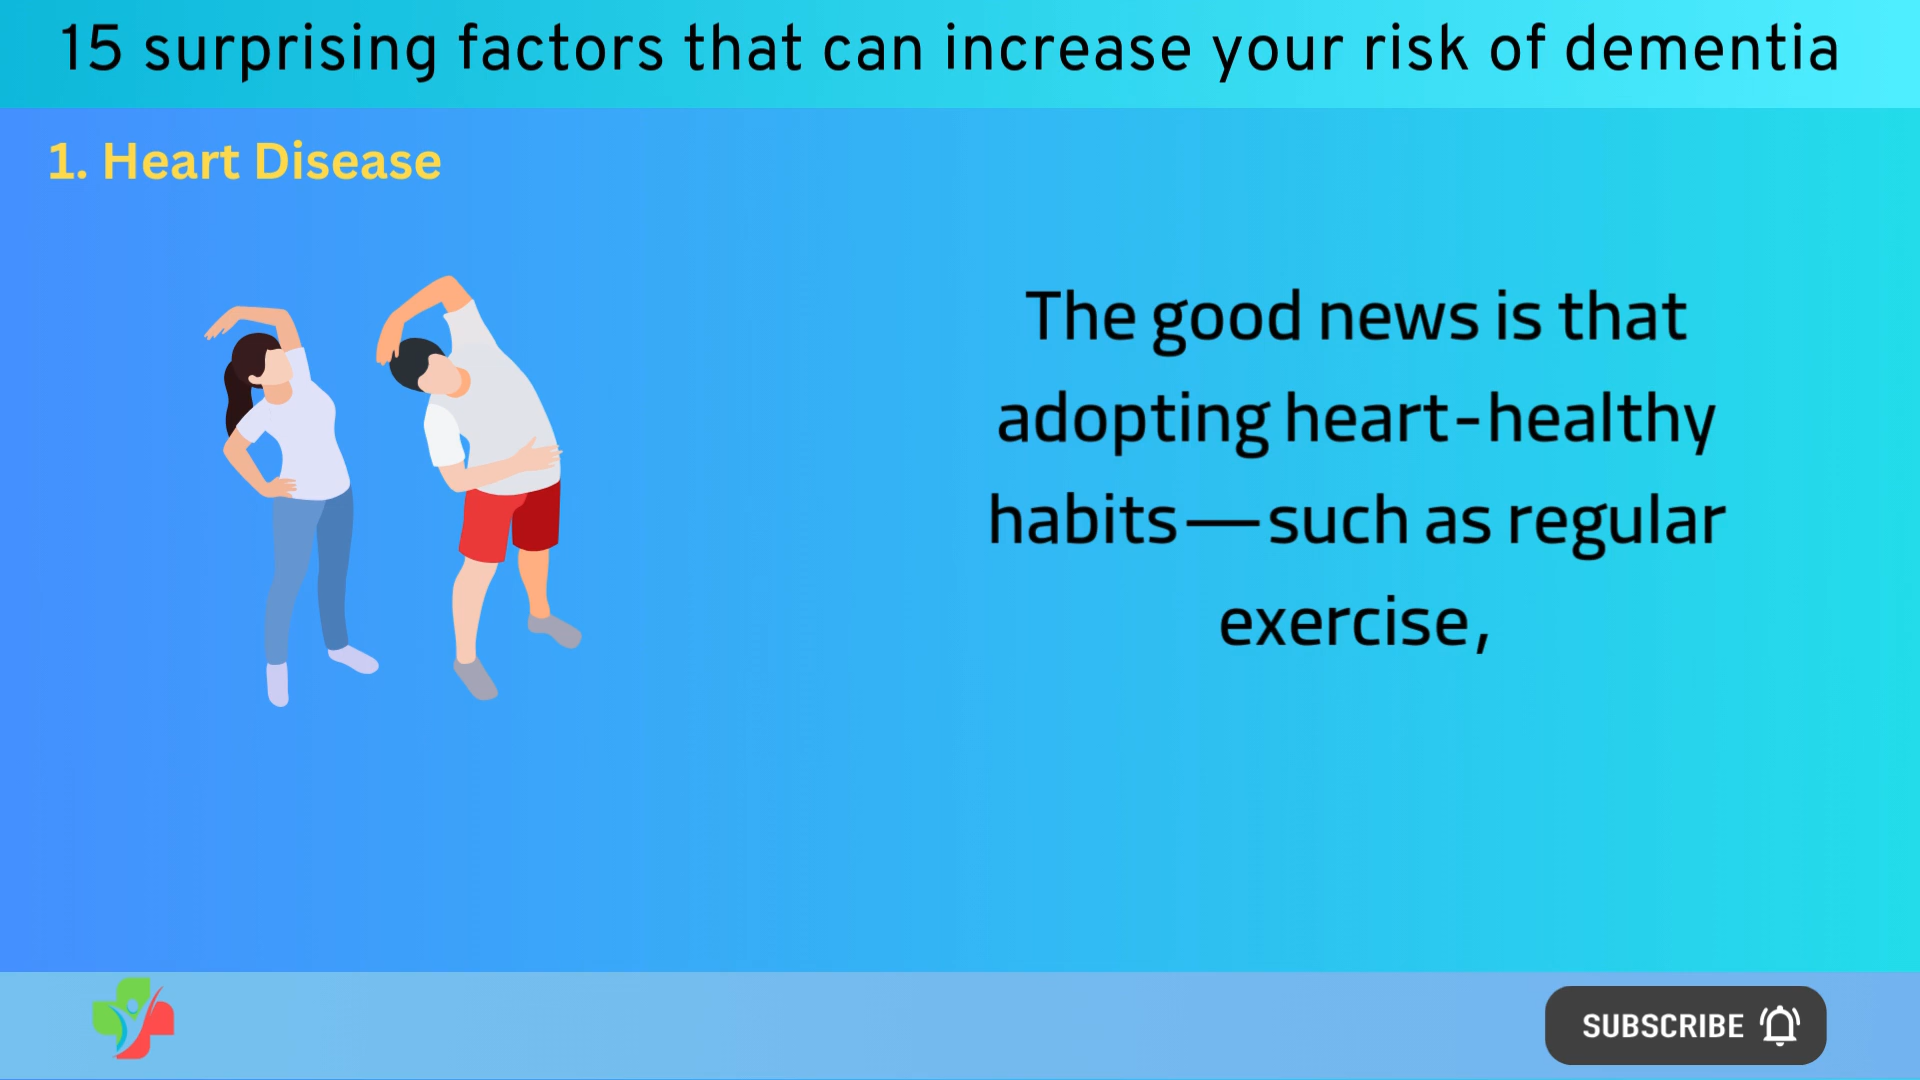 15 surprising factors that can increase your risk of dementia
1. Heart Disease
The good news is that
adopting heart-healthy
habits—such as regular
exercise,
SUBSCRIBE